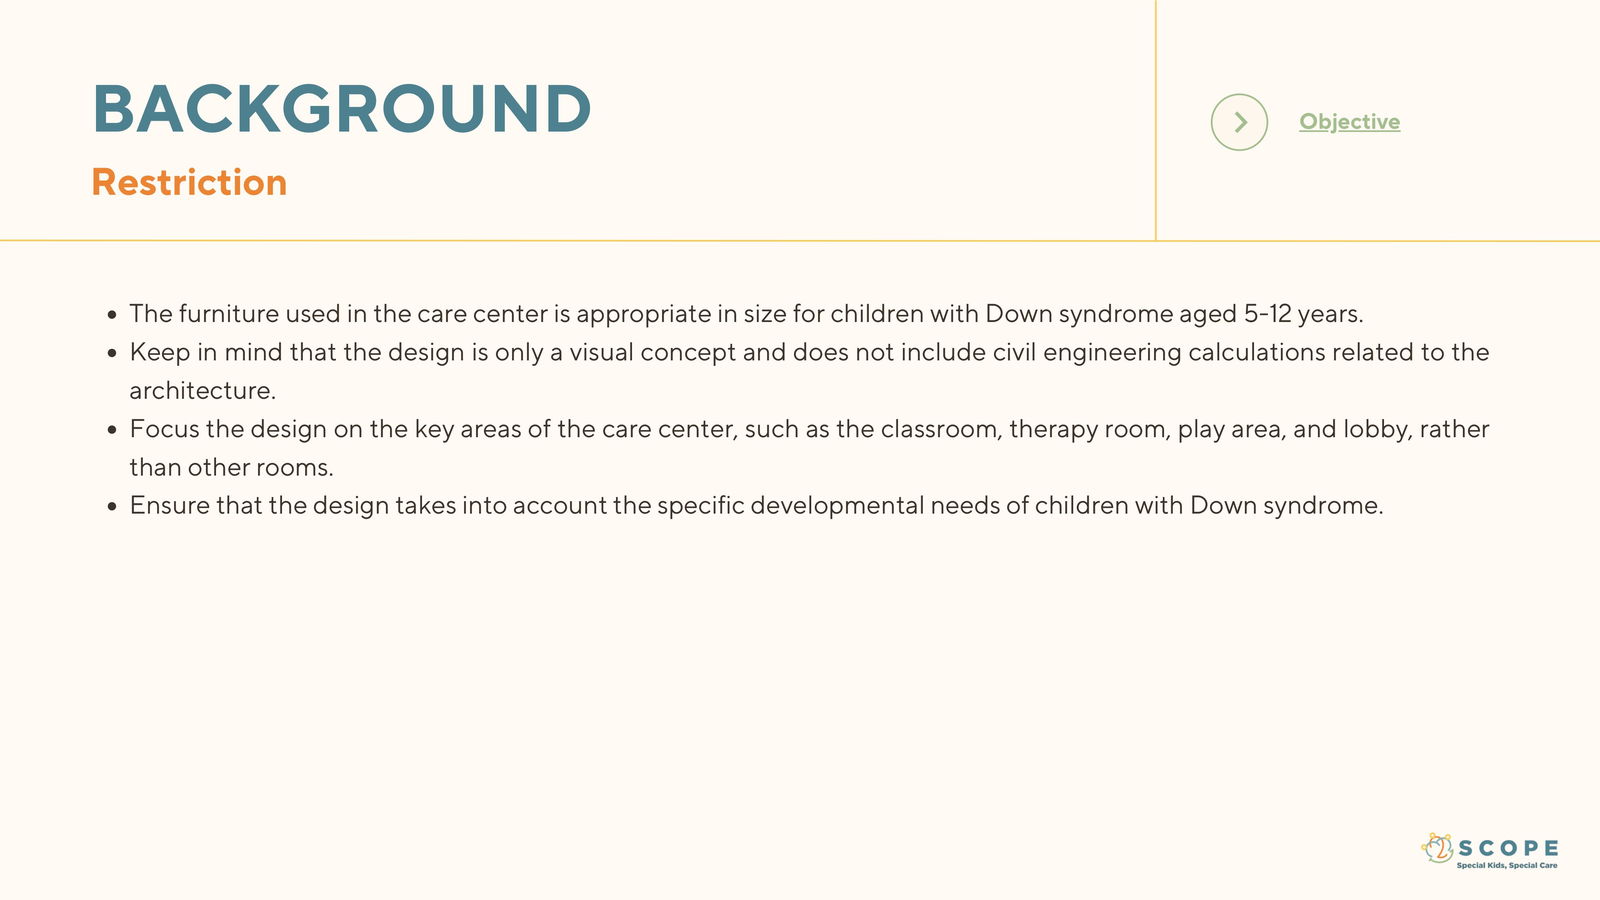 BACKGROUND
Restriction
Objective
• The furniture used in the care center is appropriate in size for children with Down syndrome aged 5-12 years.
• Keep in mind that the design is only a visual concept and does not include civil engineering calculations related to the
architecture.
• Focus the design on the key areas of the care center, such as the classroom, therapy room, play area, and lobby, rather
than other rooms.
• Ensure that the design takes into account the specific developmental needs of children with Down syndrome.
SCOPE
Special Kids, Special Care